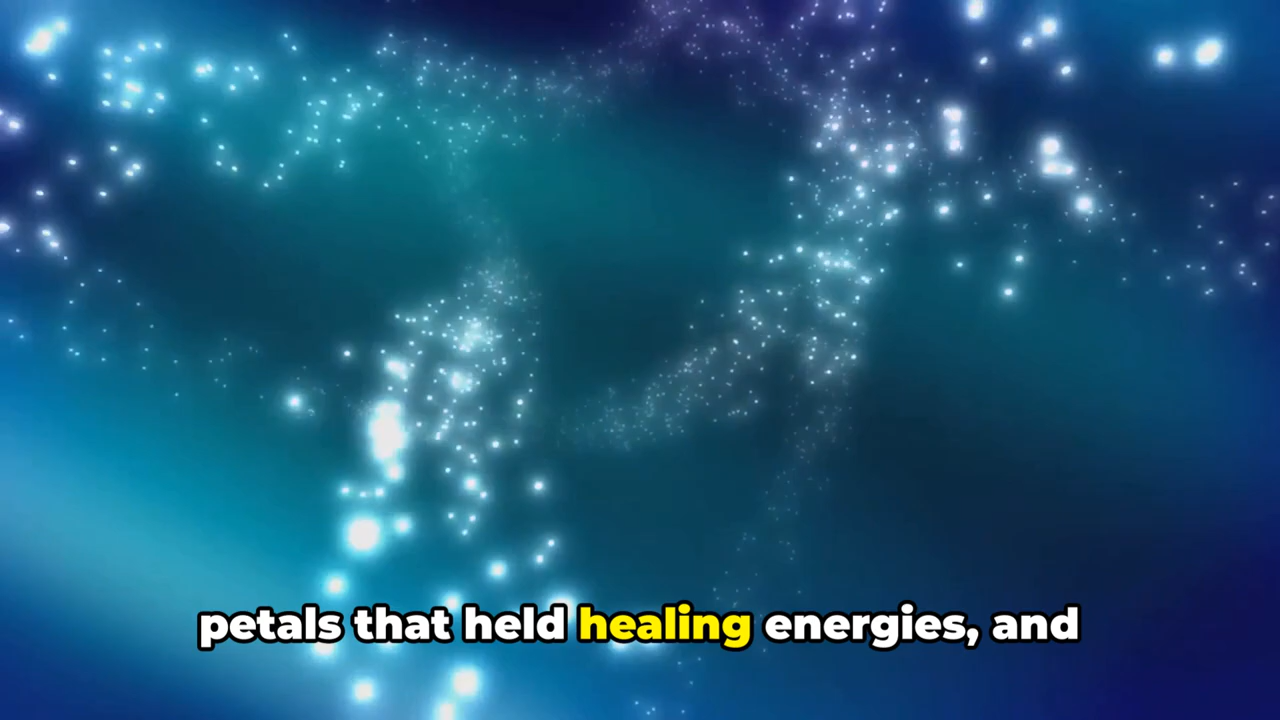 petals that held healing energies, and